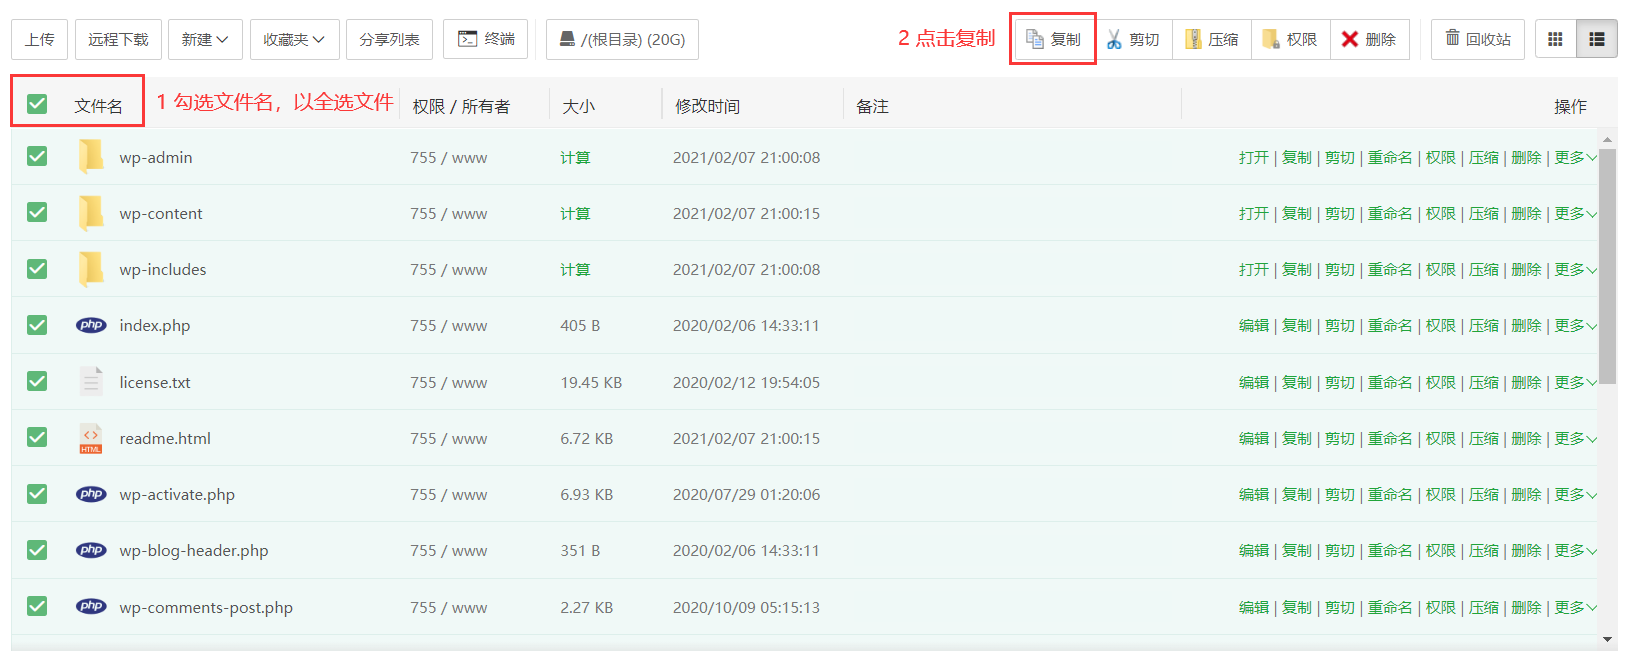 上传 远程下载 新建 收藏夹 分享列表 终端 /(根目录) (20G) 2 点击复制 复制 剪切 压缩 权限 删除 回收站
文件名 1 勾选文件名，以全选文件 权限 / 所有者 大小 修改时间 备注 操作
wp-admin 755 / www 计算 2021/02/07 21:00:08 打开 | 复制 | 剪切 | 重命名 | 权限 | 压缩 | 删除 | 更多
wp-content 755 / www 计算 2021/02/07 21:00:15 打开 | 复制 | 剪切 | 重命名 | 权限 | 压缩 | 删除 | 更多
wp-includes 755 / www 计算 2021/02/07 21:00:08 打开 | 复制 | 剪切 | 重命名 | 权限 | 压缩 | 删除 | 更多
php index.php 755 / www 405 B 2020/02/06 14:33:11 编辑 | 复制 | 剪切 | 重命名 | 权限 | 压缩 | 删除 | 更多
license.txt 755 / www 19.45 KB 2020/02/12 19:54:05 编辑 | 复制 | 剪切 | 重命名 | 权限 | 压缩 | 删除 | 更多
HTML readme.html 755 / www 6.72 KB 2021/02/07 21:00:15 编辑 | 复制 | 剪切 | 重命名 | 权限 | 压缩 | 删除 | 更多
php wp-activate.php 755 / www 6.93 KB 2020/07/29 01:20:06 编辑 | 复制 | 剪切 | 重命名 | 权限 | 压缩 | 删除 | 更多
php wp-blog-header.php 755 / www 351 B 2020/02/06 14:33:11 编辑 | 复制 | 剪切 | 重命名 | 权限 | 压缩 | 删除 | 更多
php wp-comments-post.php 755 / www 2.27 KB 2020/10/09 05:15:13 编辑 | 复制 | 剪切 | 重命名 | 权限 | 压缩 | 删除 | 更多